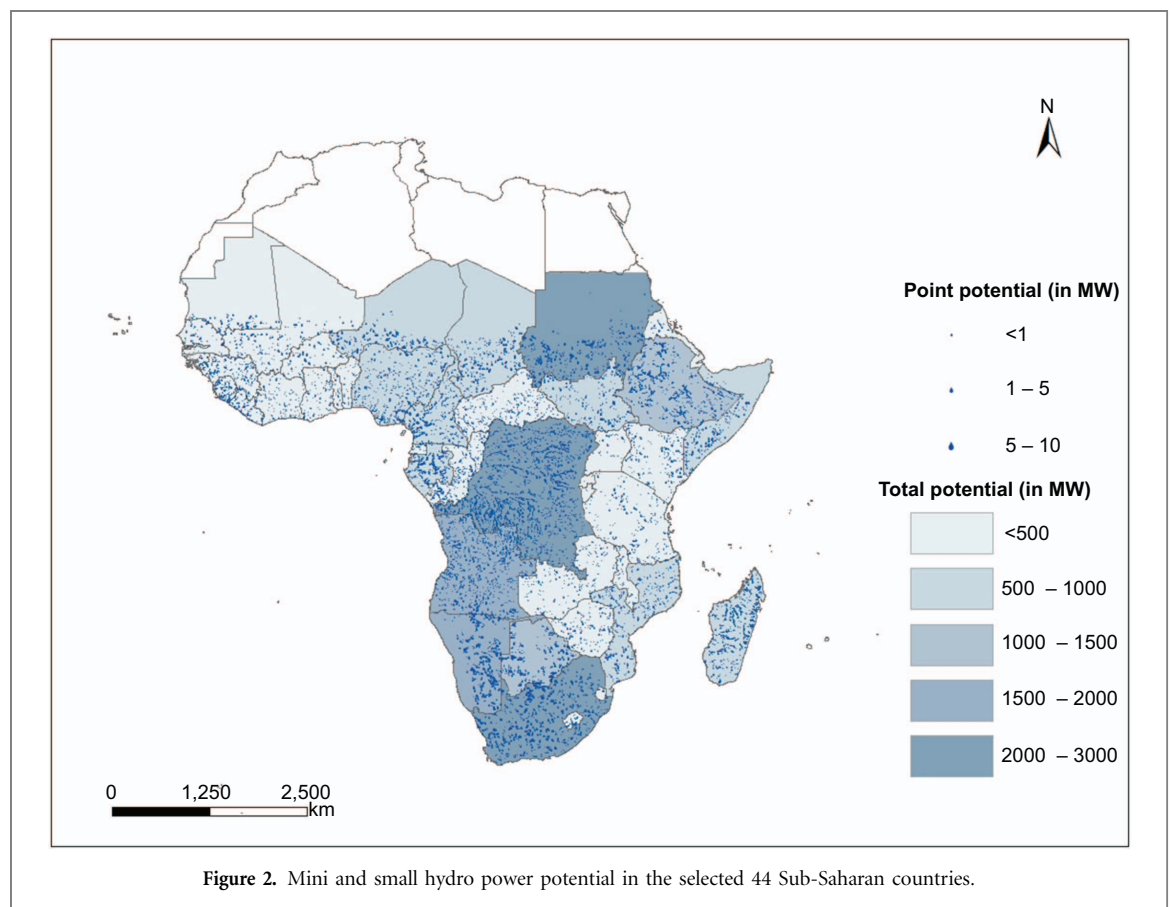 N
Point potential (in MW)
<1
1 – 5
5 – 10
Total potential (in MW)
<500
500 – 1000
1000 – 1500
1500 – 2000
2000 – 3000
0 1,250 2,500
km
Figure 2. Mini and small hydro power potential in the selected 44 Sub-Saharan countries.